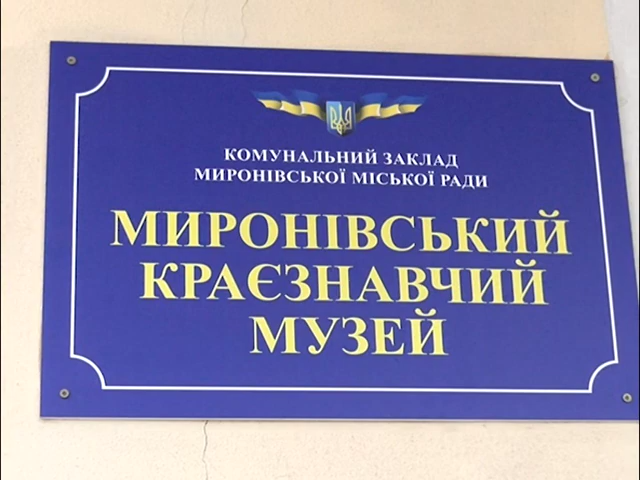 КОМУНАЛЬНИЙ ЗАКЛАД
МИРОНІВСЬКОЇ МІСЬКОЇ РАДИ
МИРОНІВСЬКИЙ
КРАЄЗНАВЧИЙ
МУЗЕЙ